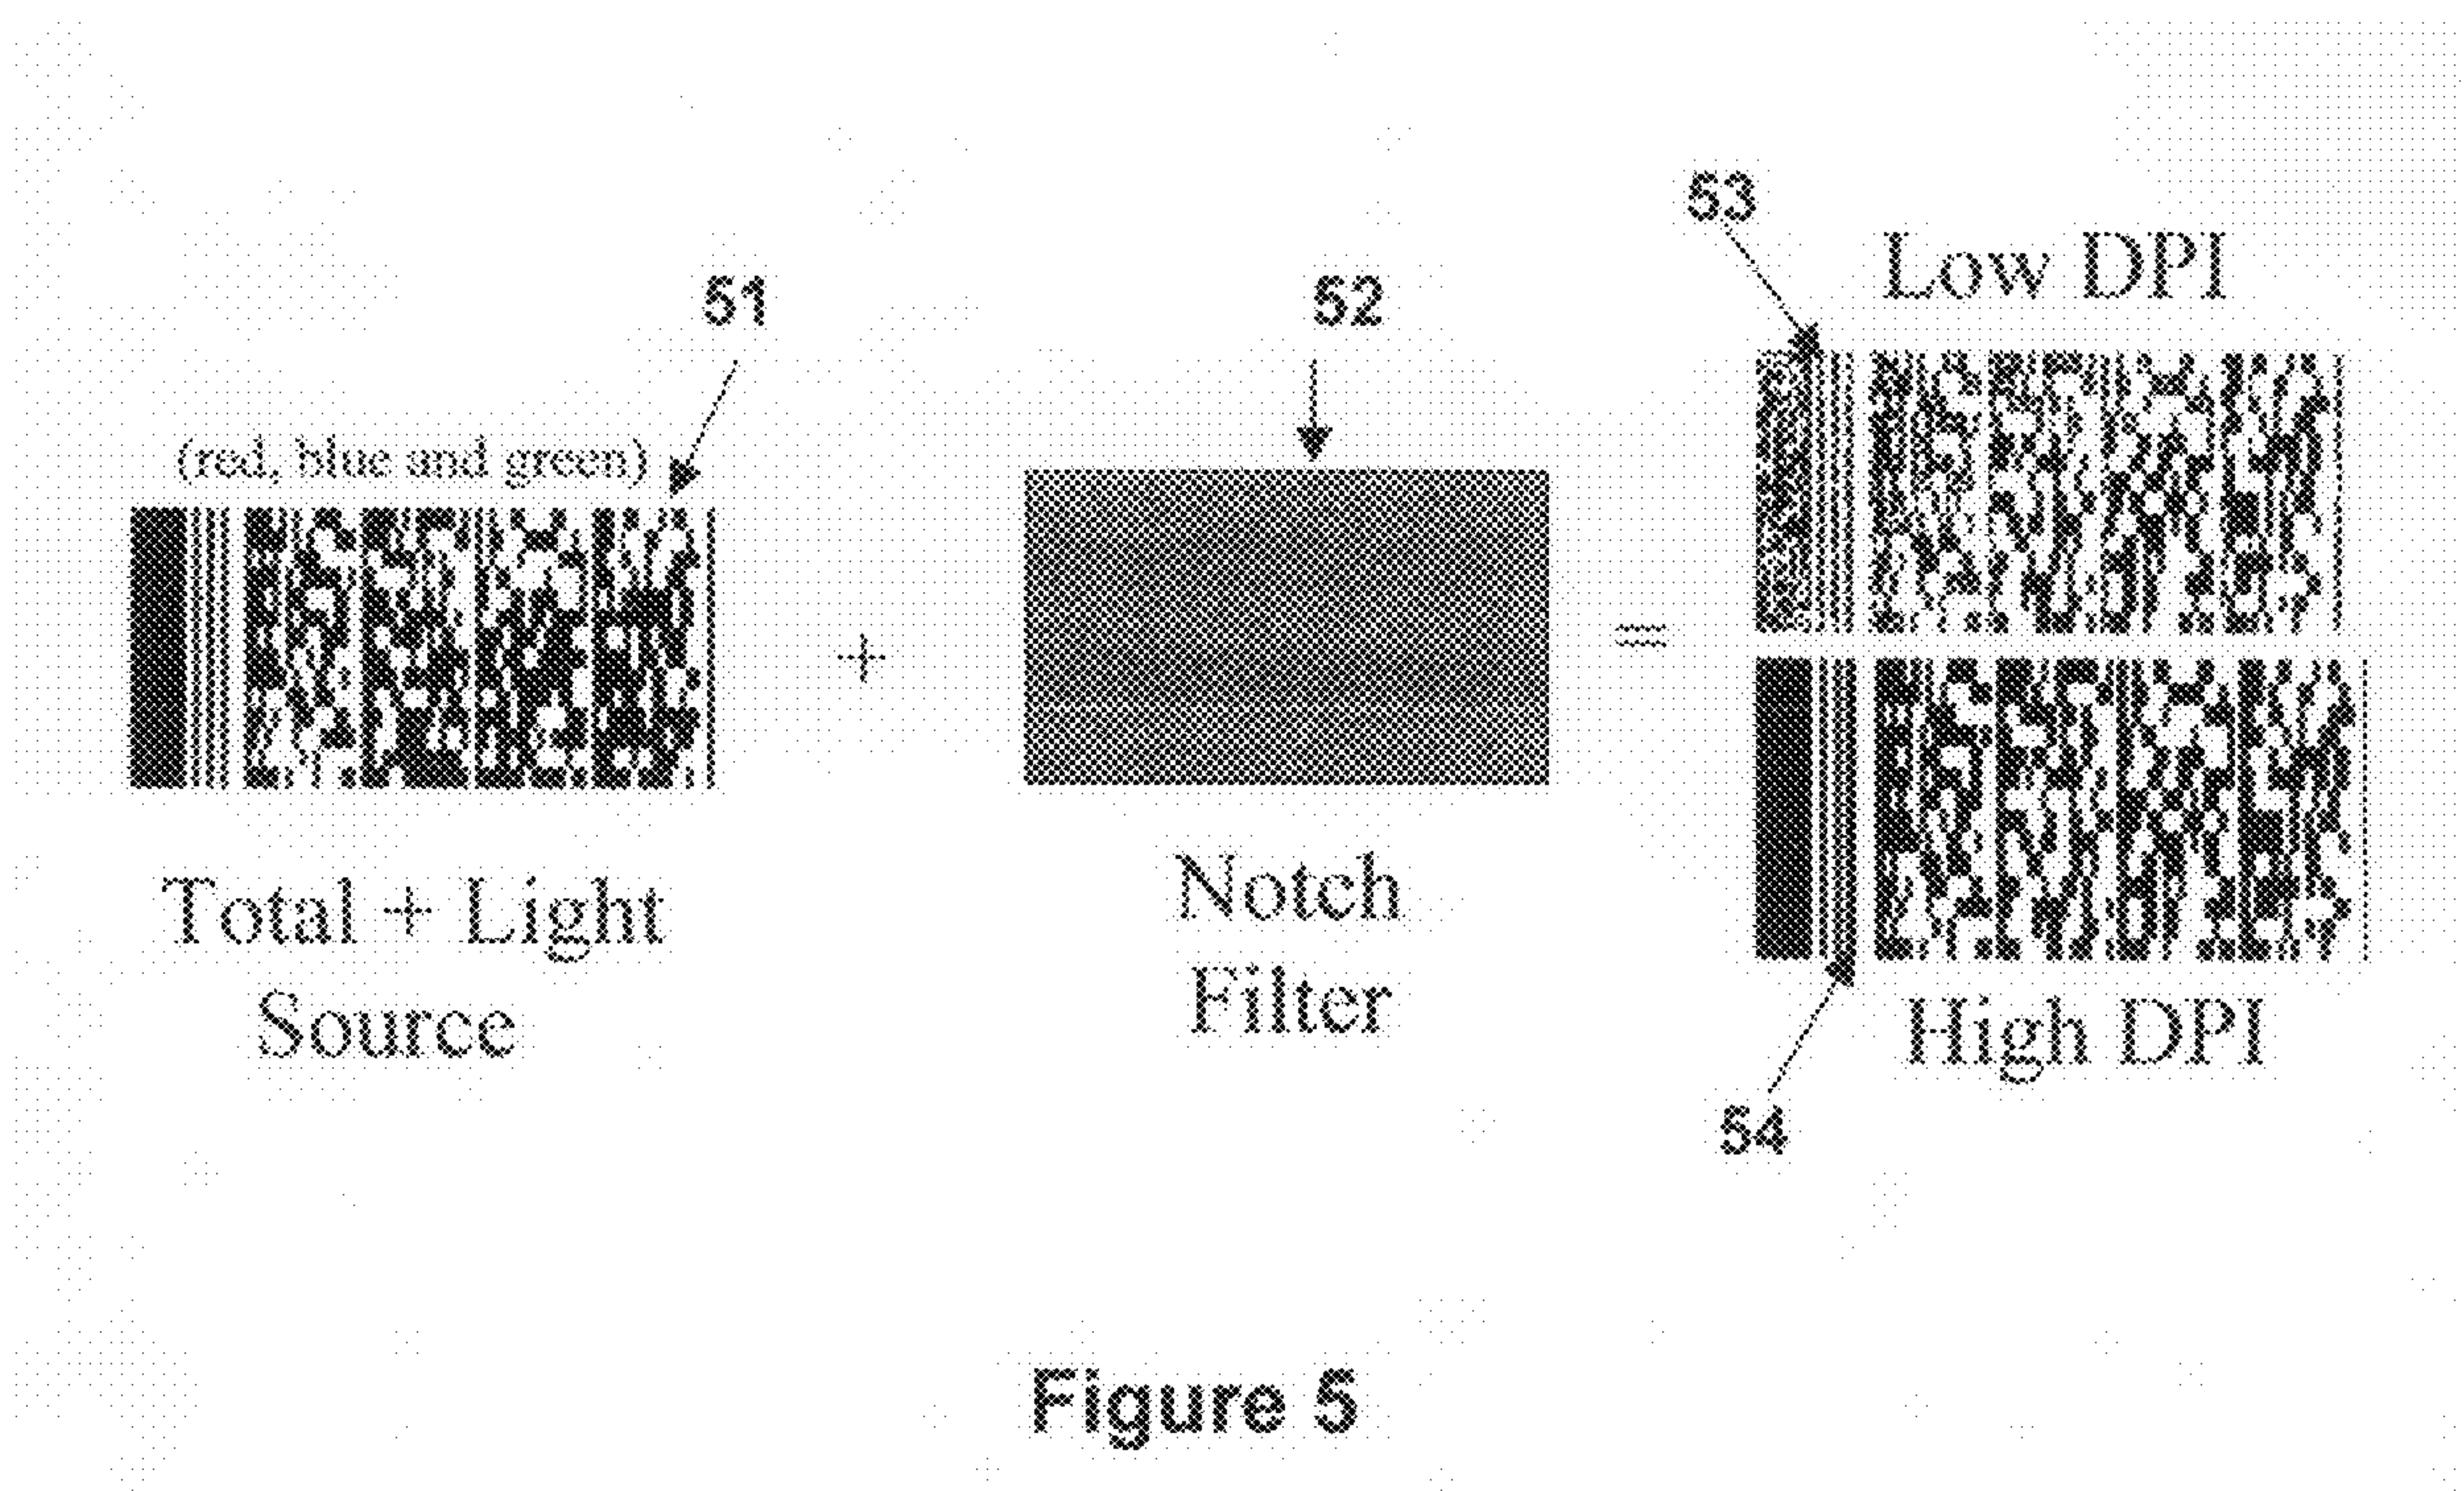 53
Low DPI
51
52
(red, blue and green)
+
=
Total + Light
Source
Notch
Filter
High DPI
54
Figure 5